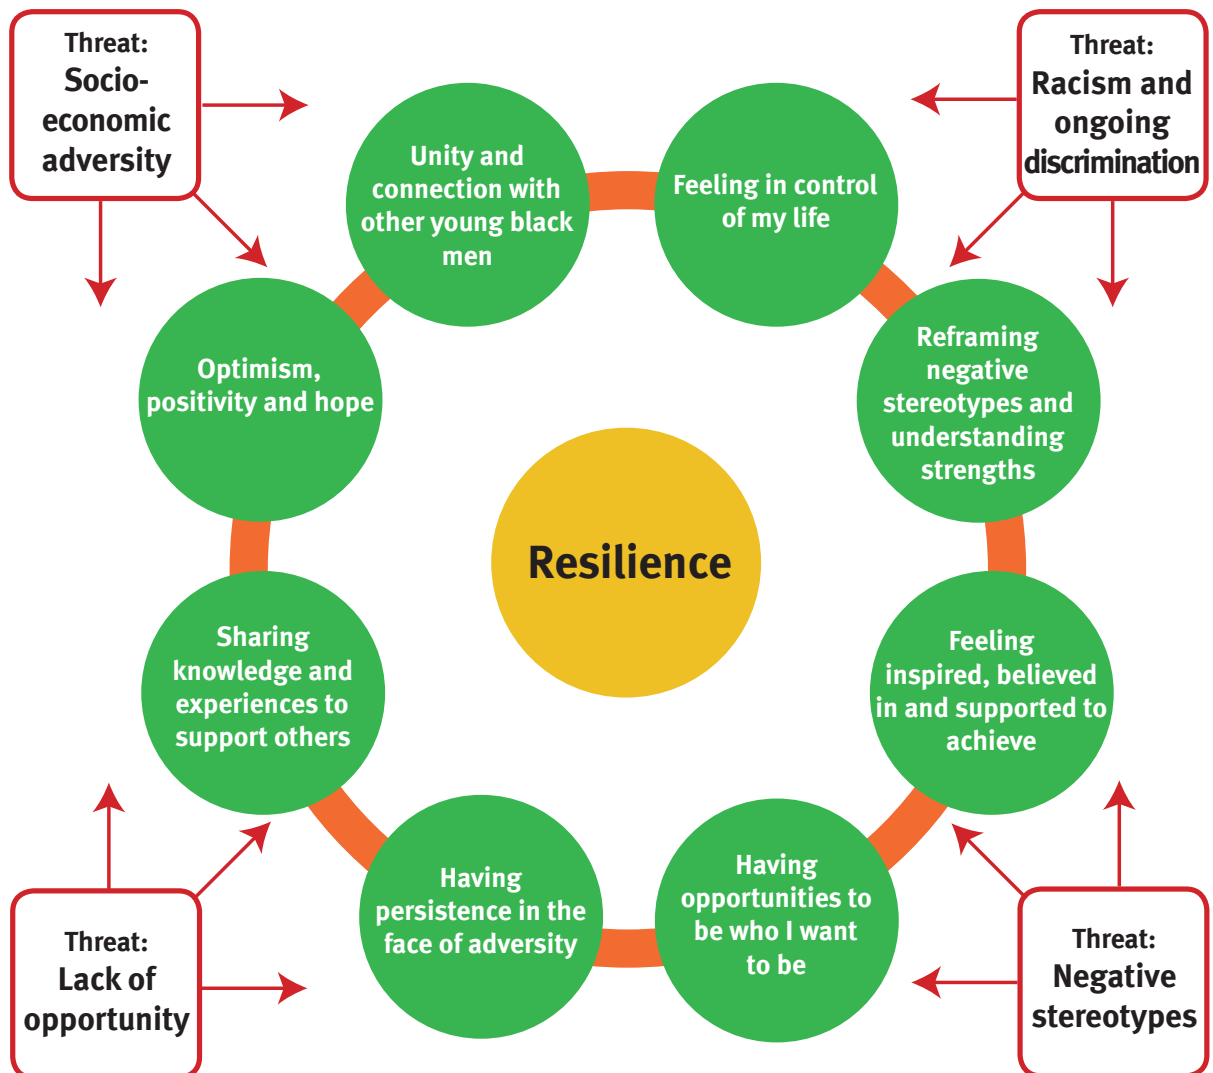 Threat:
Socio-
economic
adversity
Threat:
Racism and
ongoing
discrimination
Unity and
connection with
other young black
men
Feeling in control
of my life
Optimism,
positivity and hope
Reframing
negative
stereotypes and
understanding
strengths
Resilience
Sharing
knowledge and
experiences to
support others
Feeling
inspired, believed
in and supported to
achieve
Having
persistence in the
face of adversity
Having
opportunities to
be who I want
to be
Threat:
Lack of
opportunity
Threat:
Negative
stereotypes